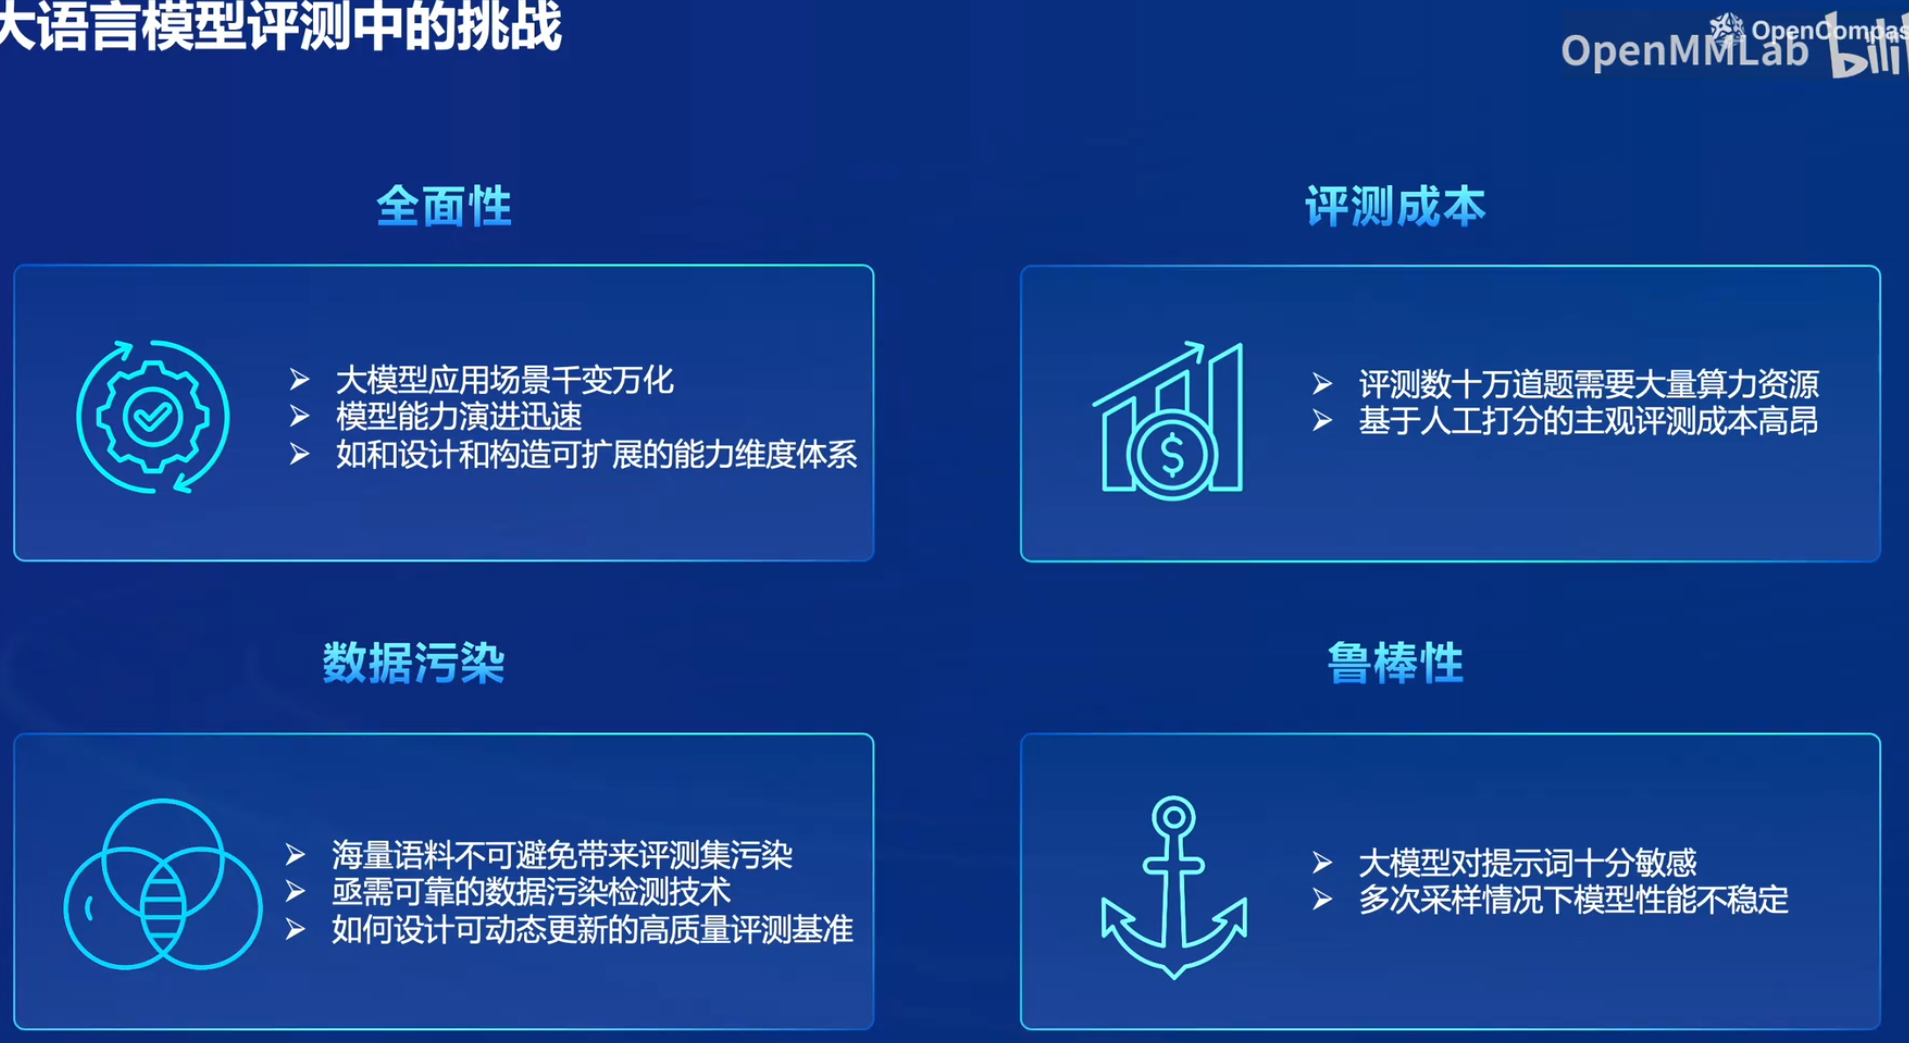 大语言模型评测中的挑战
OpenCompas
OpenMMLab bili
全面性
大模型应用场景千变万化
模型能力演进迅速
如和设计和构造可扩展的能力维度体系
评测成本
$
评测数十万道题需要大量算力资源
基于人工打分的主观评测成本高昂
数据污染
海量语料不可避免带来评测集污染
亟需可靠的数据污染检测技术
如何设计可动态更新的高质量评测基准
鲁棒性
大模型对提示词十分敏感
多次采样情况下模型性能不稳定